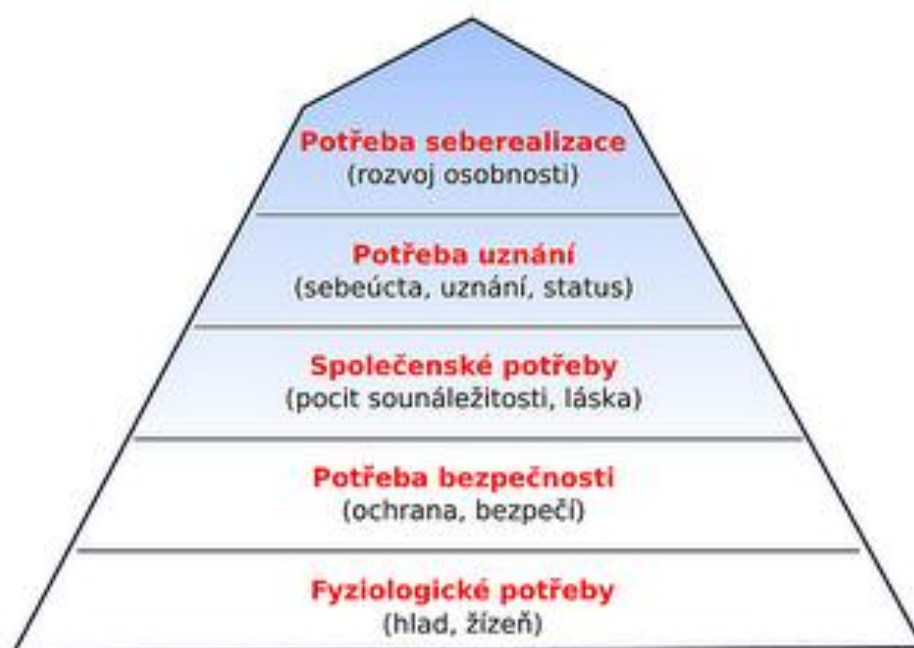 Potřeba seberealizace
(rozvoj osobnosti)
Potřeba uznání
(sebeúcta, uznání, status)
Společenské potřeby
(pocit sounáležitosti, láska)
Potřeba bezpečnosti
(ochrana, bezpečí)
Fyziologické potřeby
(hlad, žízeň)